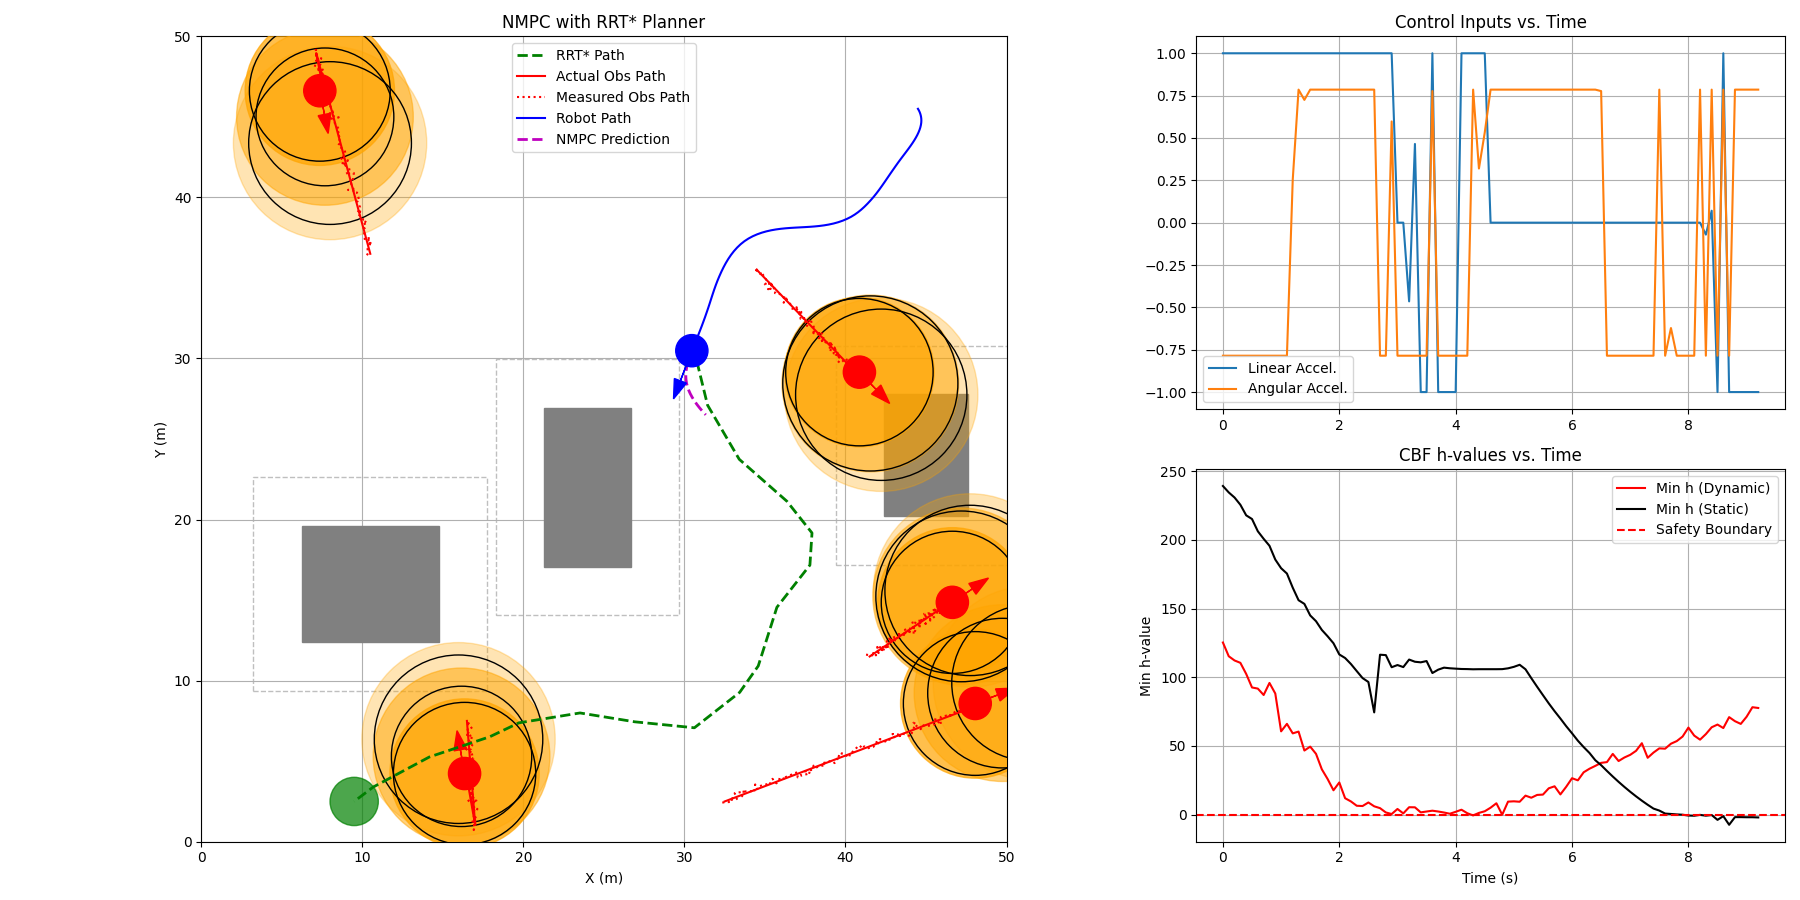 NMPC with RRT* Planner
RRT* Path
Actual Obs Path
Measured Obs Path
Robot Path
NMPC Prediction
50
40
30
20
10
0
Y (m)
0 10 20 30 40 50
X (m)
Control Inputs vs. Time
1.00
0.75
0.50
0.25
0.00
−0.25
−0.50
−0.75
−1.00
Linear Accel.
Angular Accel.
0 2 4 6 8
CBF h-values vs. Time
Min h (Dynamic)
Min h (Static)
Safety Boundary
250
200
150
100
50
0
Min h-value
0 2 4 6 8
Time (s)